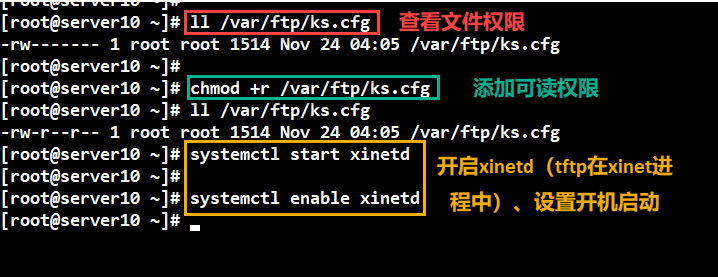 [root@server10 ~]# ll /var/ftp/ks.cfg 查看文件权限
-rw------- 1 root root 1514 Nov 24 04:05 /var/ftp/ks.cfg
[root@server10 ~]#
[root@server10 ~]# chmod +r /var/ftp/ks.cfg 添加可读权限
[root@server10 ~]# ll /var/ftp/ks.cfg
-rw-r--r-- 1 root root 1514 Nov 24 04:05 /var/ftp/ks.cfg
[root@server10 ~]# systemctl start xinetd
[root@server10 ~]#
[root@server10 ~]# systemctl enable xinetd
[root@server10 ~]#
开启xinetd（tftp在xinet进
程中）、设置开机启动